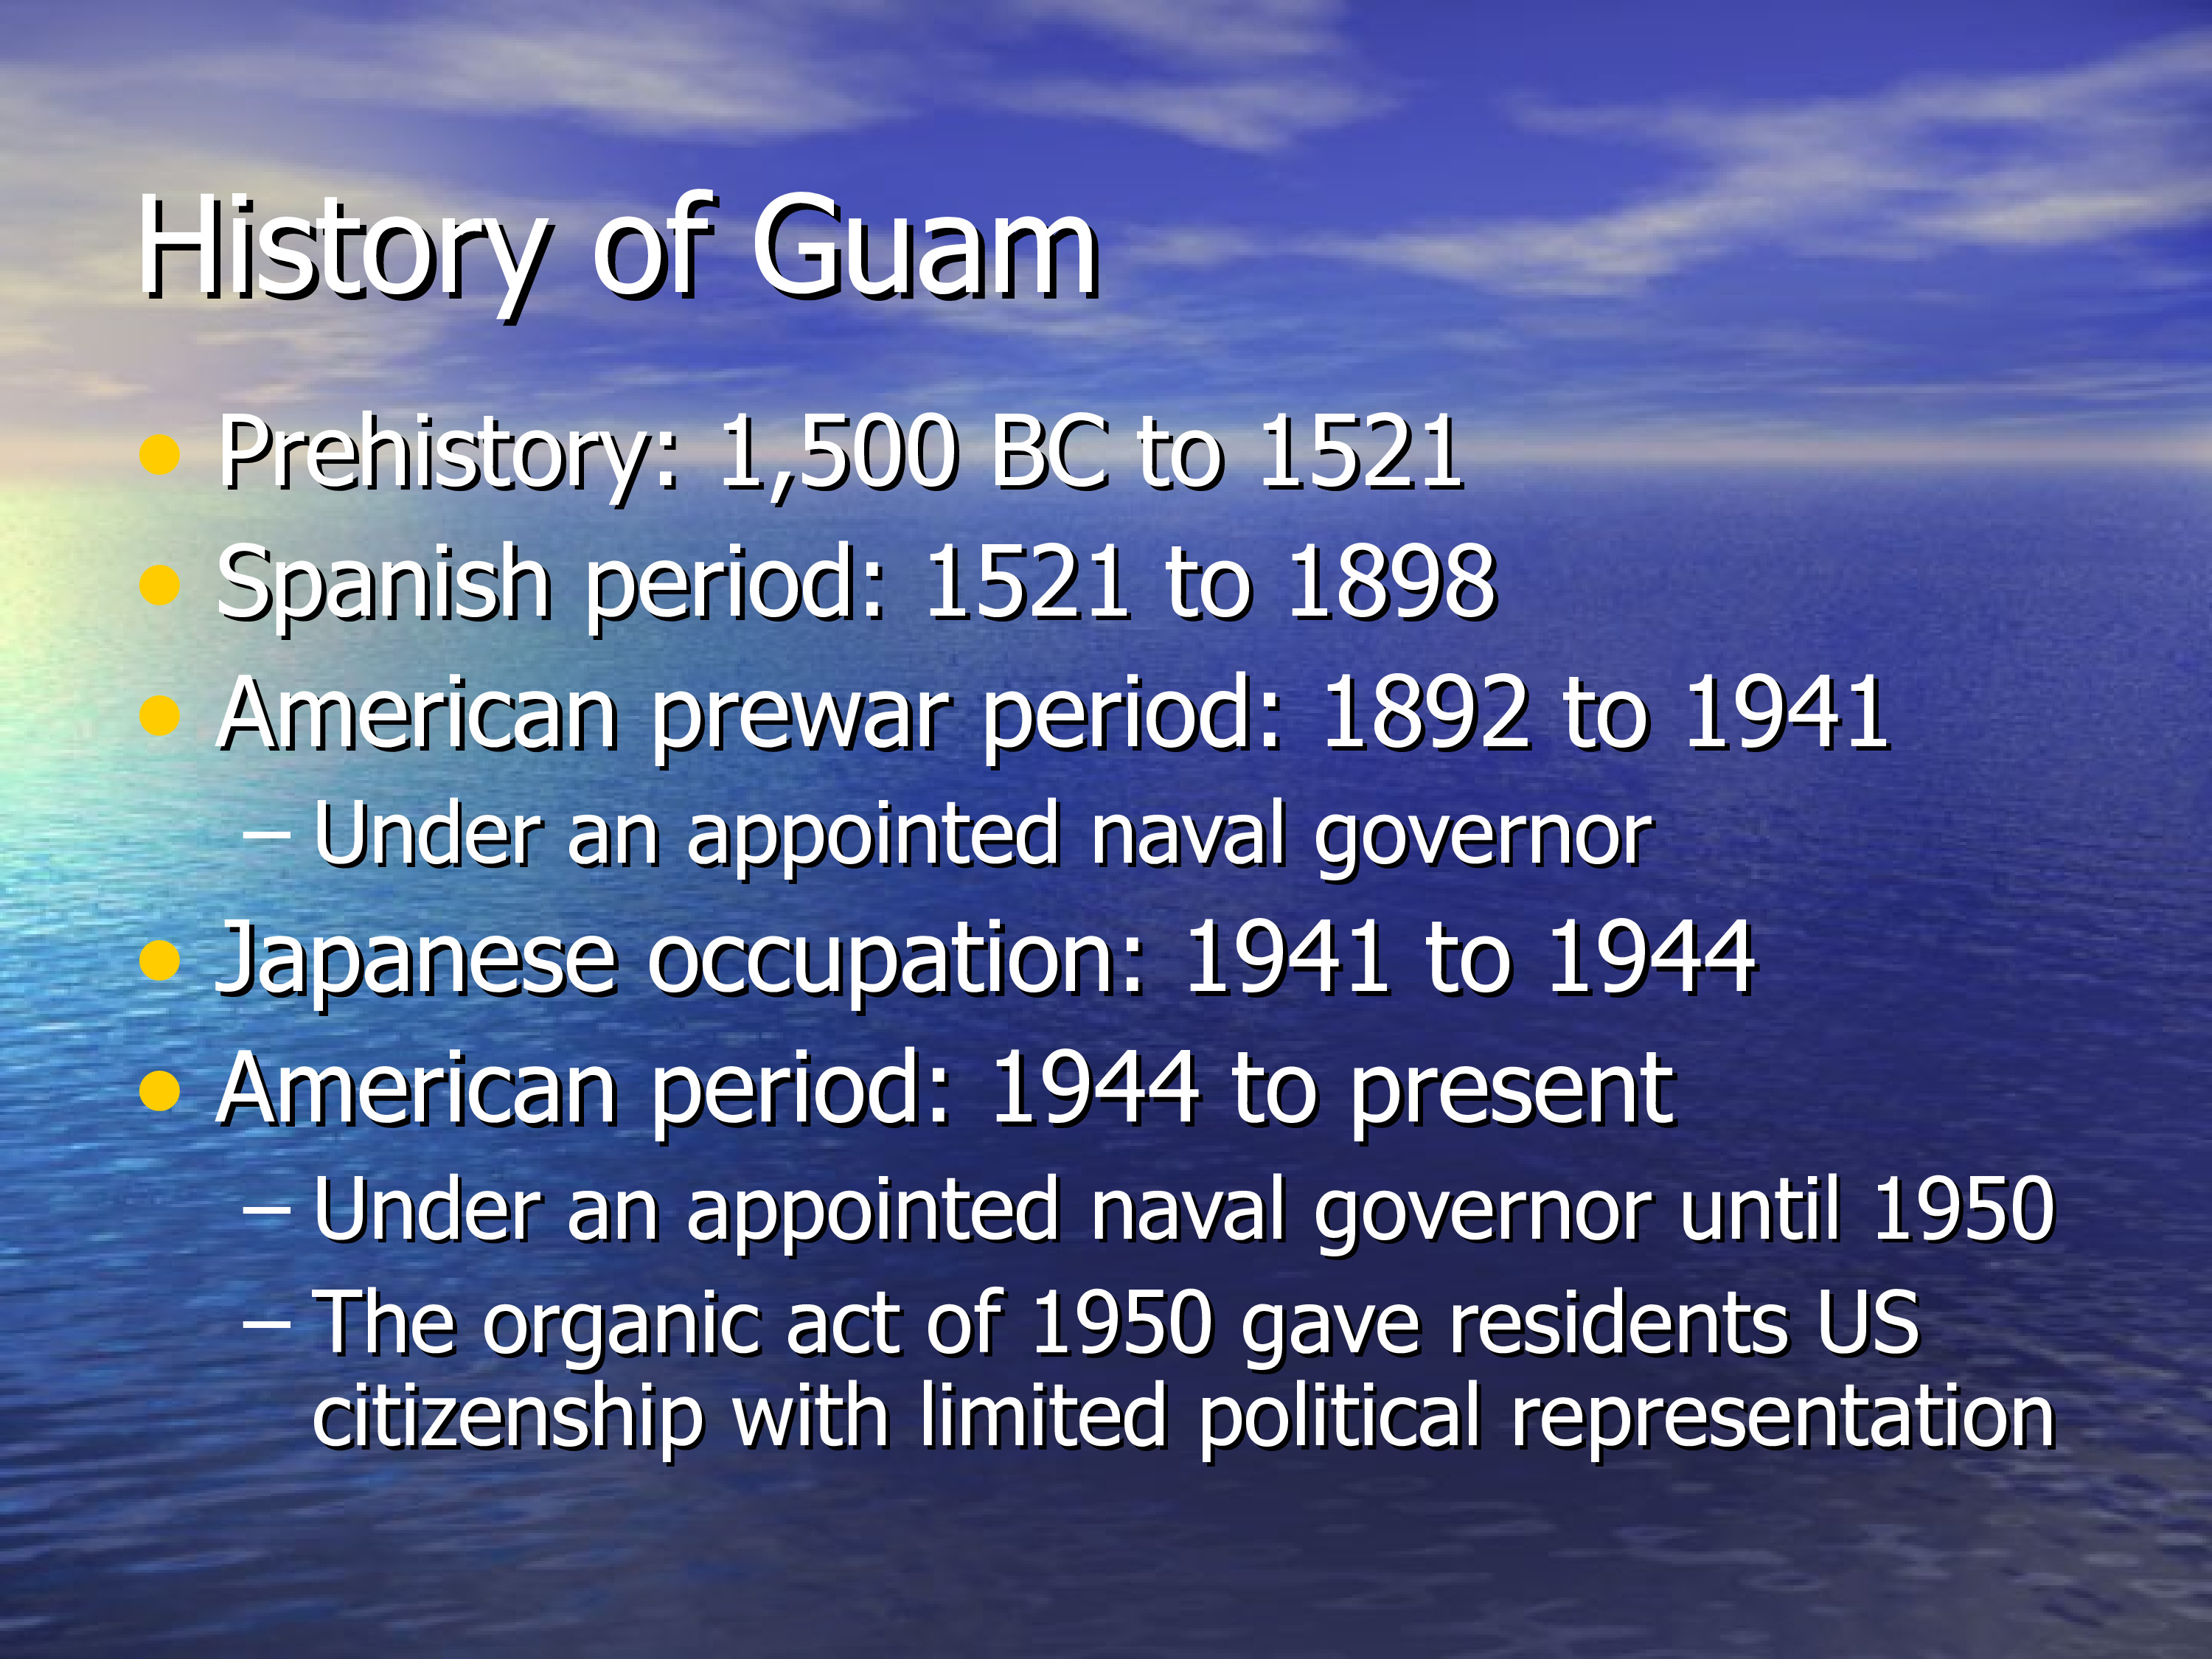 History of Guam
• Prehistory: 1,500 BC to 1521
• Spanish period: 1521 to 1898
• American prewar period: 1892 to 1941
– Under an appointed naval governor
• Japanese occupation: 1941 to 1944
• American period: 1944 to present
– Under an appointed naval governor until 1950
– The organic act of 1950 gave residents US
citizenship with limited political representation